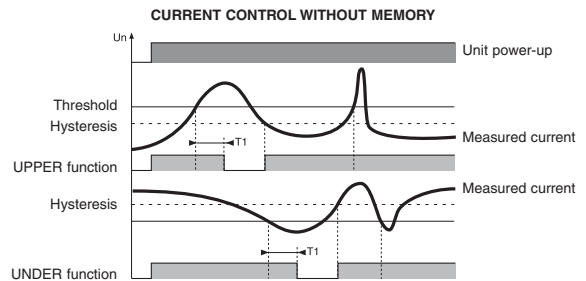 CURRENT CONTROL WITHOUT MEMORY
Un
Unit power-up
Threshold
Hysteresis
T1
Measured current
UPPER function
Measured current
Hysteresis
T1
UNDER function